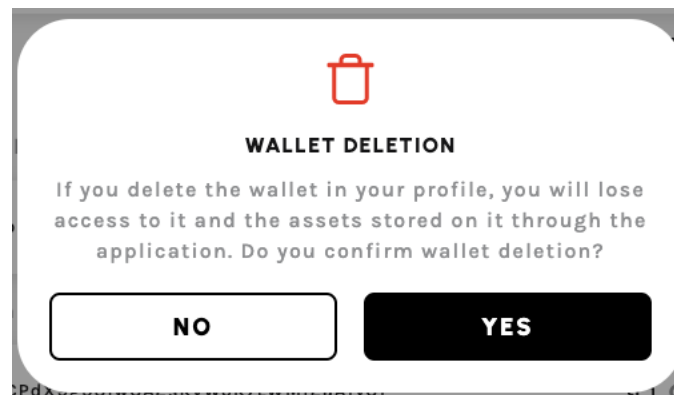 WALLET DELETION
If you delete the wallet in your profile, you will lose
access to it and the assets stored on it through the
application. Do you confirm wallet deletion?
NO
YES